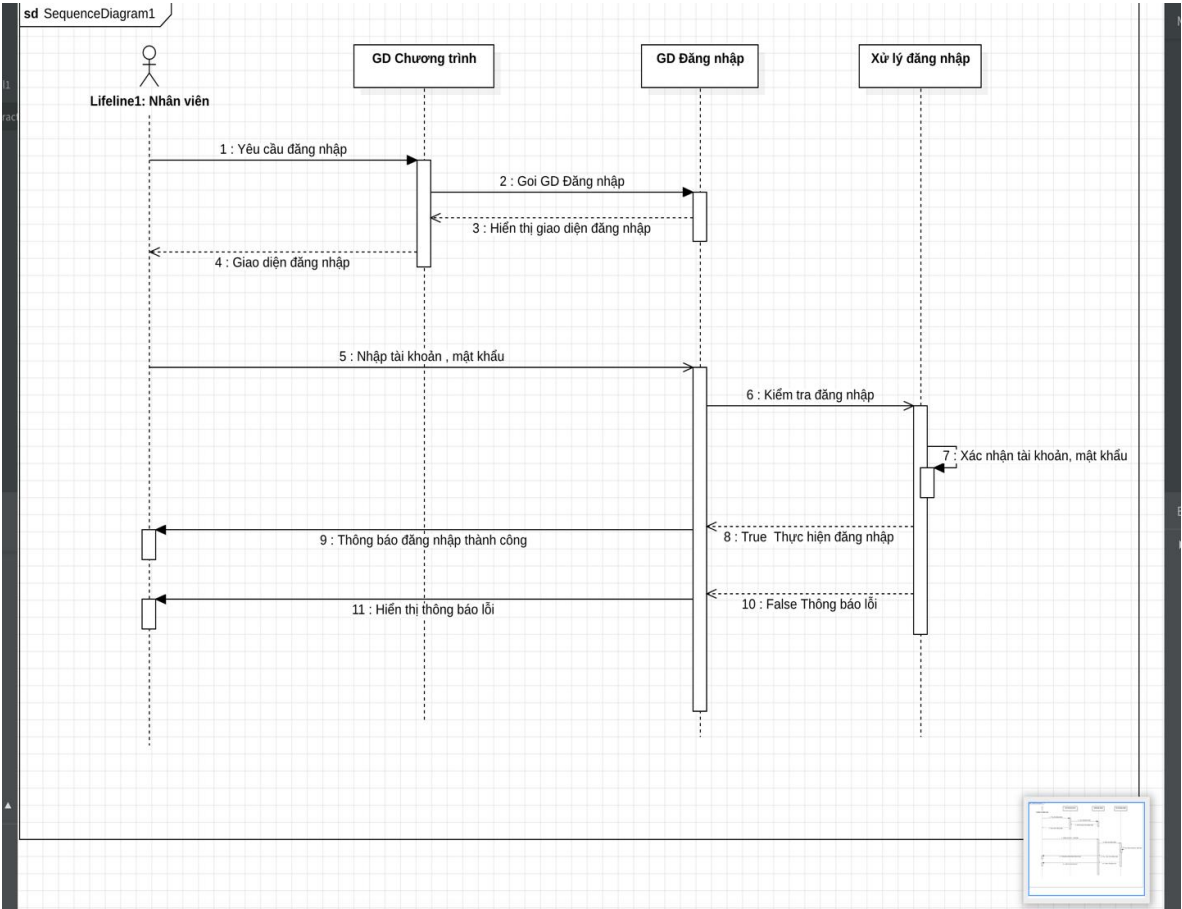 sd SequenceDiagram1
GD Chương trình
GD Đăng nhập
Xử lý đăng nhập
Lifeline1: Nhân viên
1 : Yêu cầu đăng nhập
2 : Goi GD Đăng nhập
3 : Hiển thị giao diện đăng nhập
4 : Giao diện đăng nhập
5 : Nhập tài khoản , mật khẩu
6 : Kiểm tra đăng nhập
7 : Xác nhận tài khoản, mật khẩu
8 : True Thực hiện đăng nhập
9 : Thông báo đăng nhập thành công
10 : False Thông báo lỗi
11 : Hiển thị thông báo lỗi